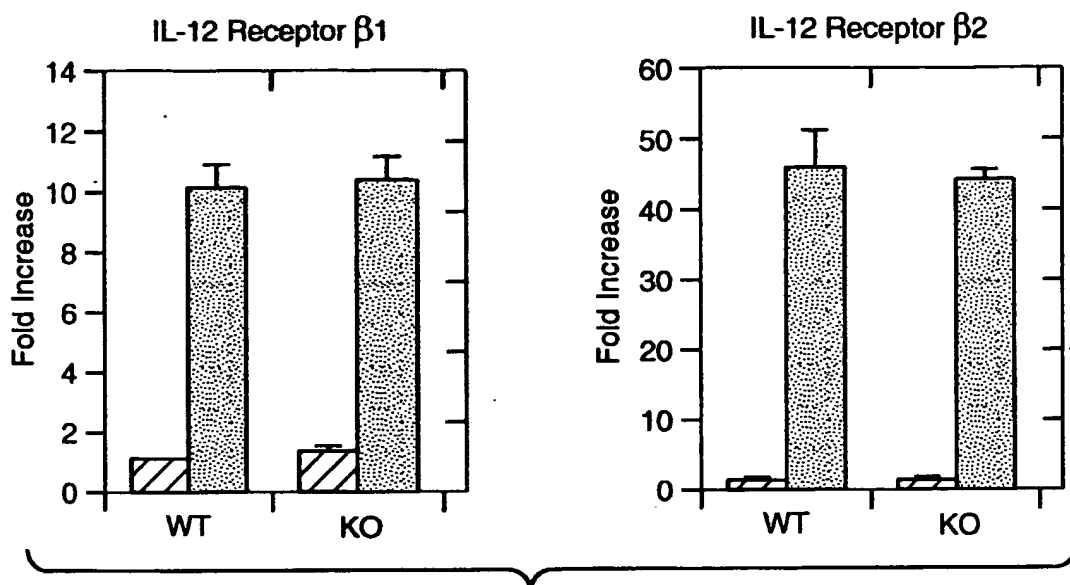 IL-12 Receptor β1
14
12
10
8
6
4
2
0
Fold Increase
WT KO
IL-12 Receptor β2
60
50
40
30
20
10
0
Fold Increase
WT KO